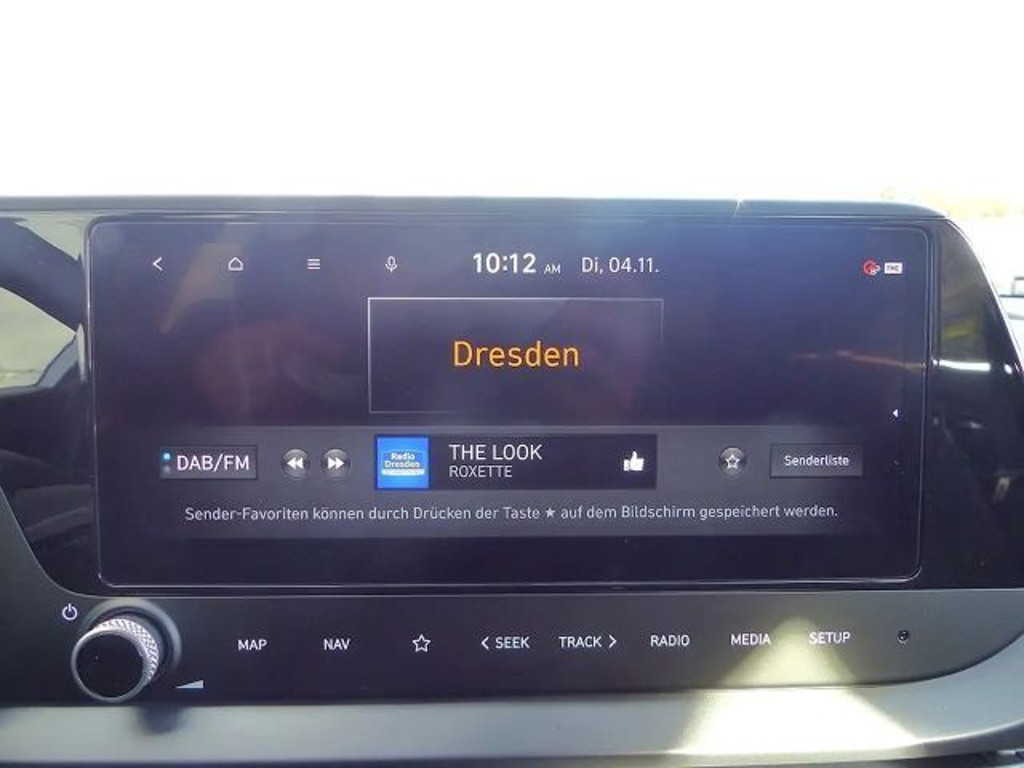 10:12 AM Di, 04.11.
Dresden
DAB/FM
Radio
Dresden
THE LOOK
ROXETTE
Senderliste
Sender-Favoriten können durch Drücken der Taste ★ auf dem Bildschirm gespeichert werden.
MAP NAV SEEK TRACK RADIO MEDIA SETUP